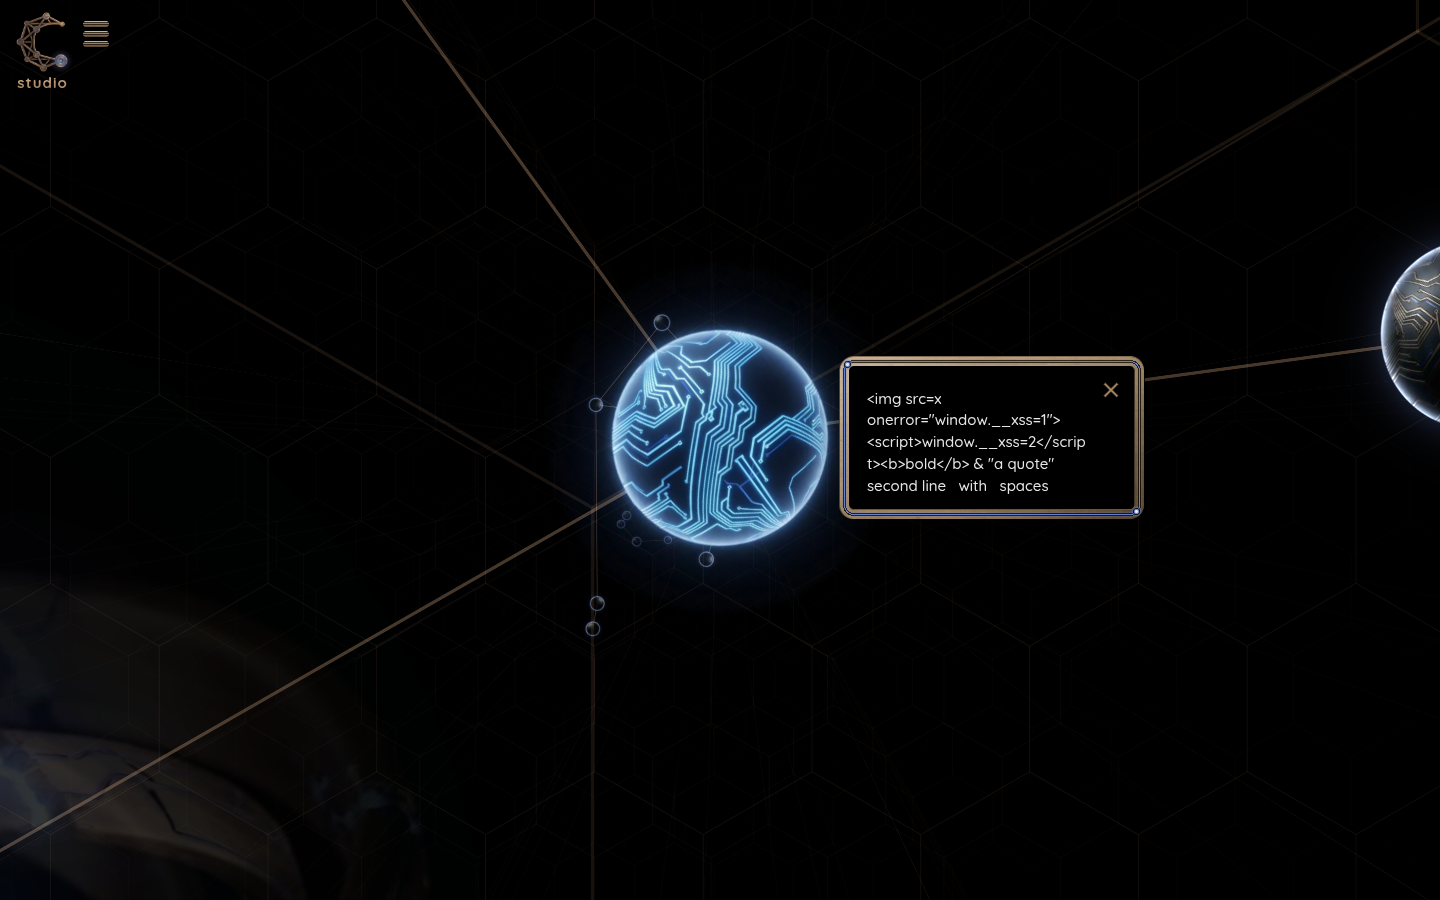 studio
<img src=x
onerror="window.__xss=1">
<script>window.__xss=2</scrip
t><b>bold</b> & "a quote"
second line   with   spaces